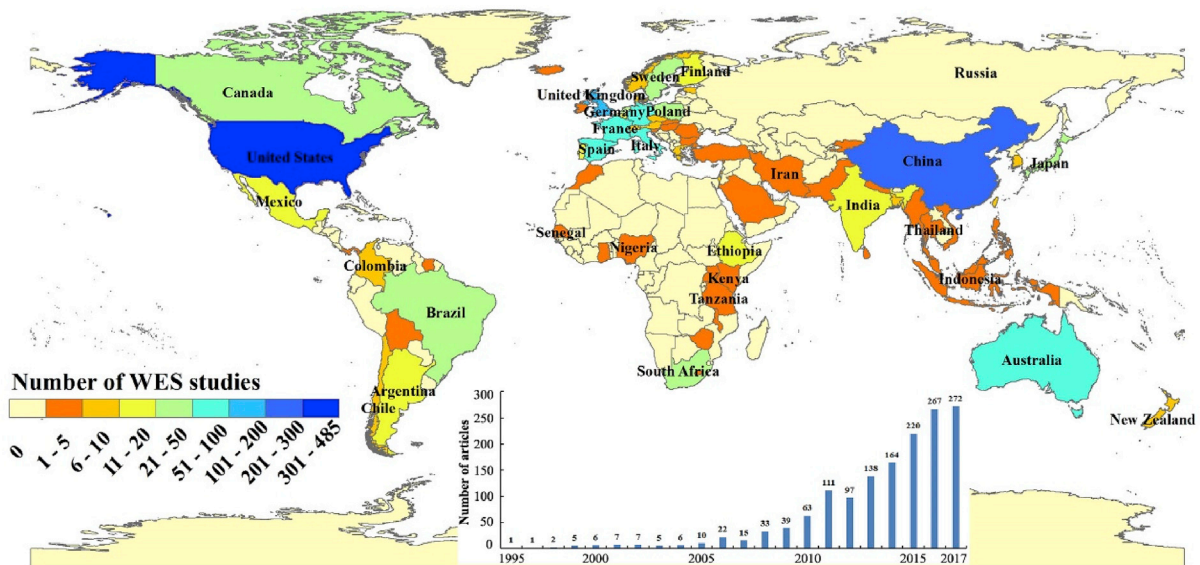 Canada
United States
Mexico
Colombia
Brazil
Argentina
Chile
Sweden
Finland
Russia
United Kingdom
Germany
Poland
France
Spain
Italy
China
Japan
Iran
India
Thailand
Indonesia
Senegal
Nigeria
Ethiopia
Kenya
Tanzania
South Africa
Australia
New Zealand
Number of WES studies
0
1 - 5
6 - 10
11 - 20
21 - 50
51 - 100
101 - 200
201 - 300
301 - 485
Number of articles
300
250
200
150
100
50
0
1 1 2 5 6 7 7 5 6 10 22 15 33 39 63 111 97 138 164 220 267 272
1995 2000 2005 2010 2015 2017